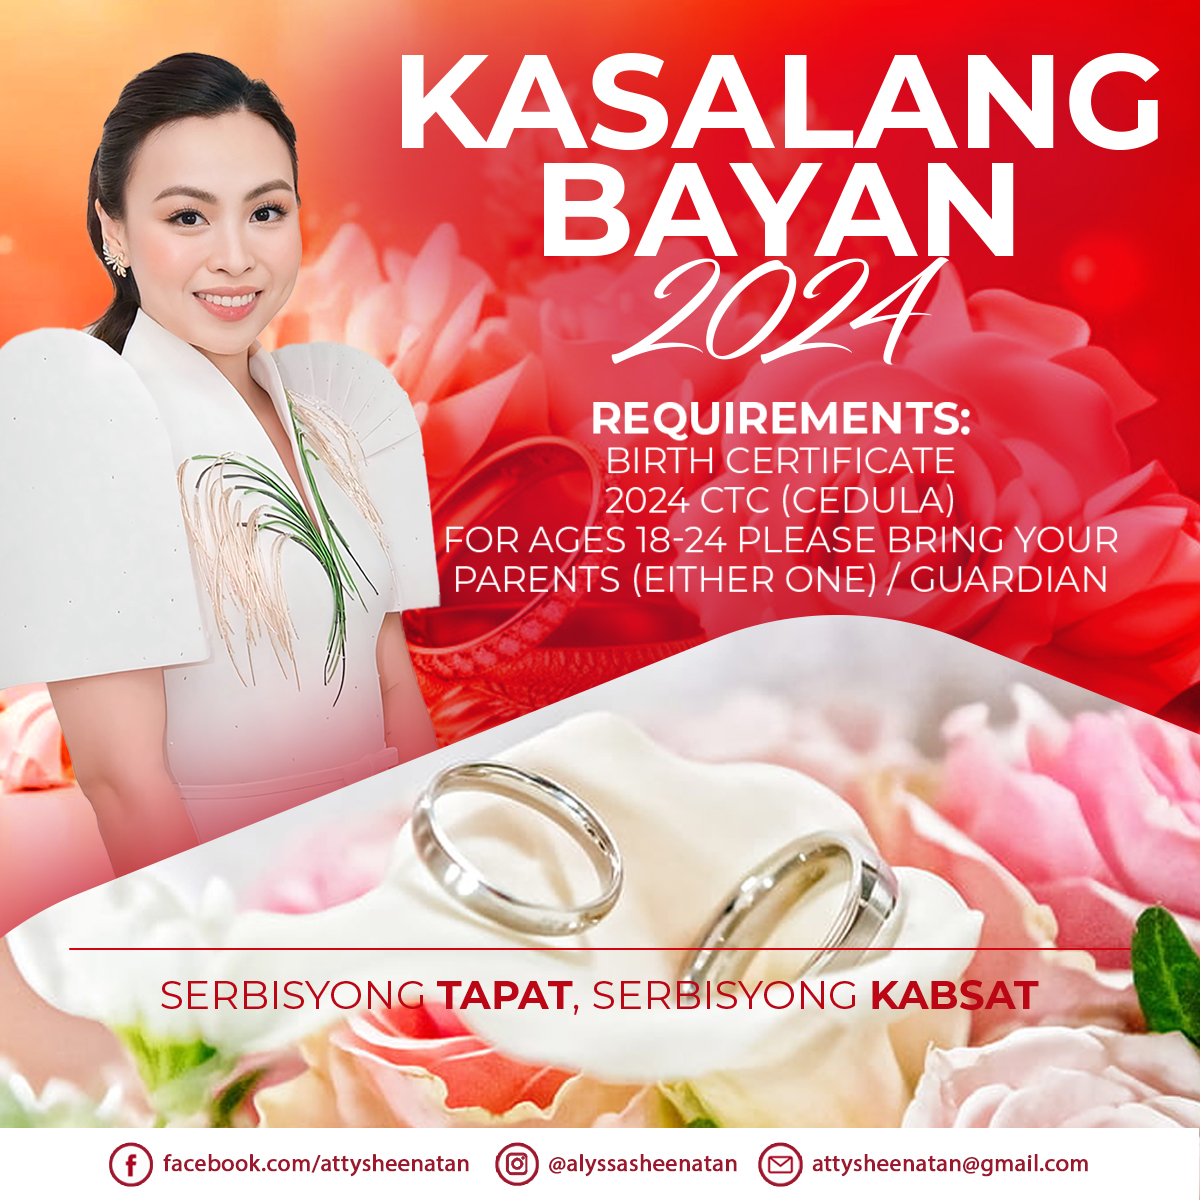 KASALANG
BAYAN
2024
REQUIREMENTS:
BIRTH CERTIFICATE
2024 CTC (CEDULA)
FOR AGES 18-24 PLEASE BRING YOUR
PARENTS (EITHER ONE) / GUARDIAN
SERBISYONG TAPAT, SERBISYONG KABSAT
facebook.com/attysheenatan @alyssasheenatan attysheenatan@gmail.com